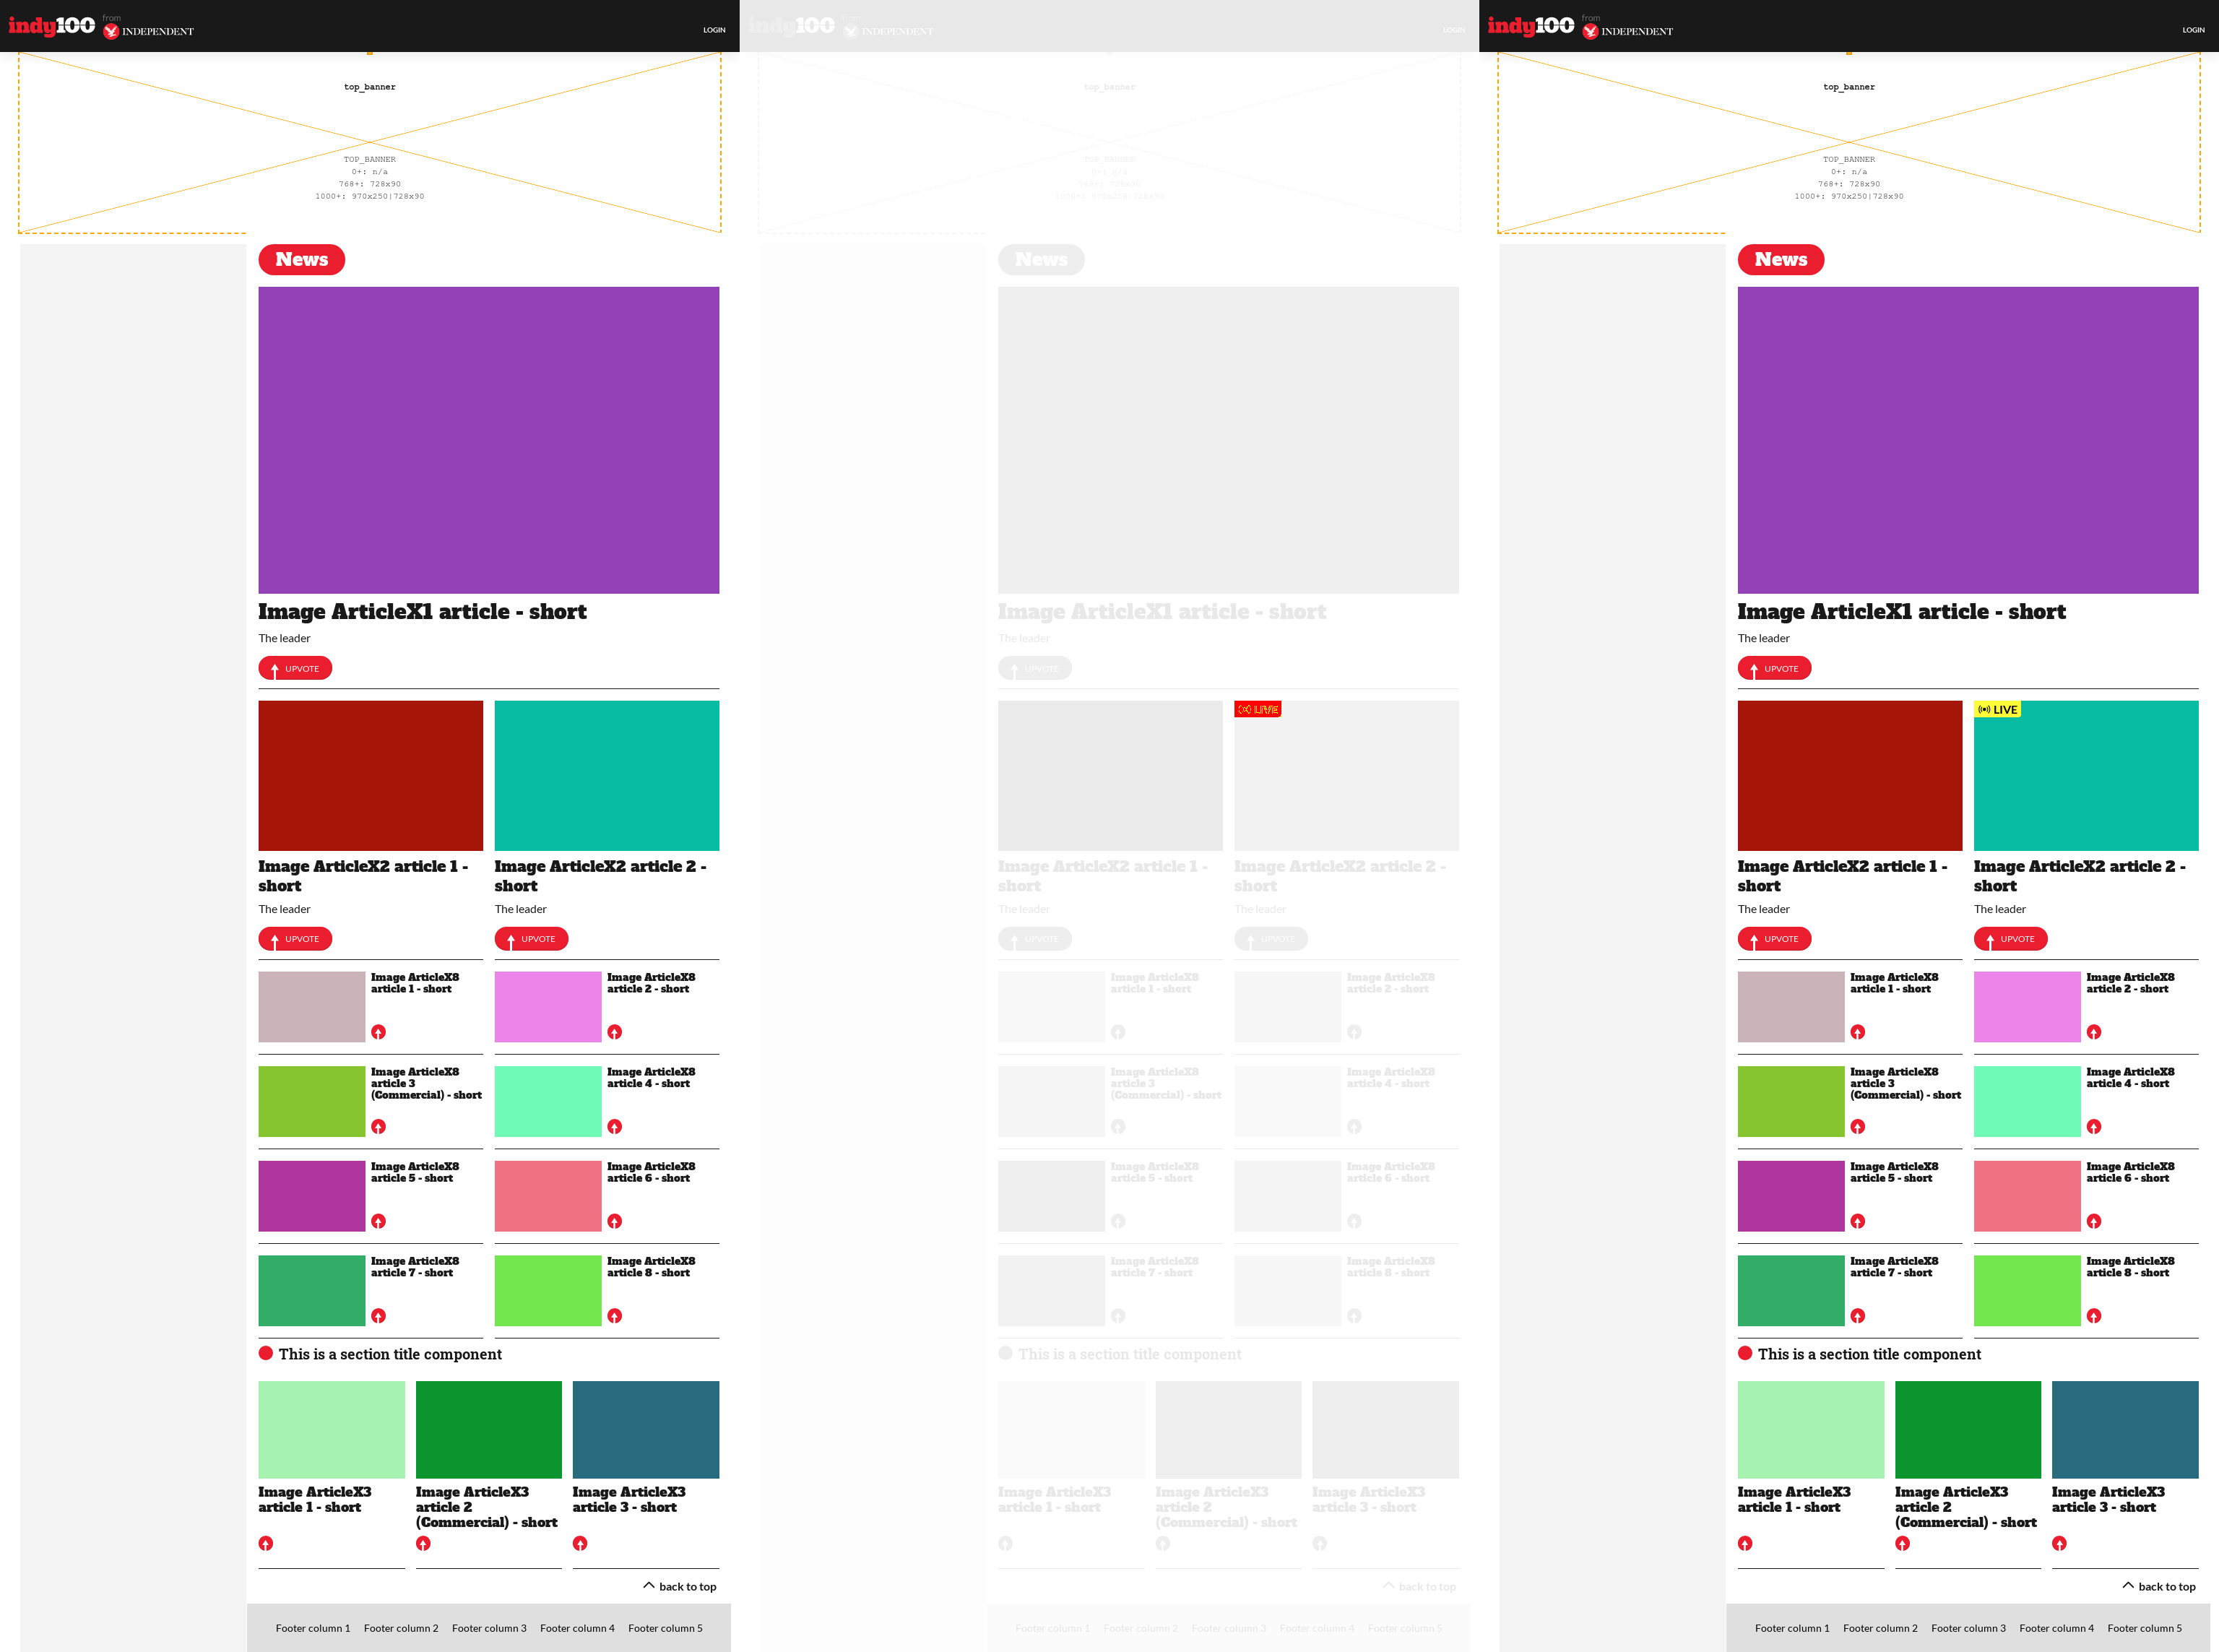 indy100
from
INDEPENDENT
LOGIN
top_banner
TOP_BANNER
0+: n/a
768+: 728x90
1000+: 970x250|728x90
News
Image ArticleX1 article - short
The leader
UPVOTE
Image ArticleX2 article 1 -
short
The leader
UPVOTE
Image ArticleX2 article 2 -
short
The leader
UPVOTE
Image ArticleX8
article 1 - short
Image ArticleX8
article 2 - short
Image ArticleX8
article 3
(Commercial) - short
Image ArticleX8
article 4 - short
Image ArticleX8
article 5 - short
Image ArticleX8
article 6 - short
Image ArticleX8
article 7 - short
Image ArticleX8
article 8 - short
This is a section title component
Image ArticleX3
article 1 - short
Image ArticleX3
article 2
(Commercial) - short
Image ArticleX3
article 3 - short
back to top
Footer column 1 Footer column 2 Footer column 3 Footer column 4 Footer column 5
indy100
INDEPENDENT
LOGIN
top_banner
News
Image ArticleX1 article - short
The leader
UPVOTE
LIVE
Image ArticleX2 article 1 -
short
The leader
UPVOTE
Image ArticleX2 article 2 -
short
The leader
UPVOTE
Image ArticleX8
article 1 - short
Image ArticleX8
article 2 - short
Image ArticleX8
article 3
(Commercial) - short
Image ArticleX8
article 4 - short
Image ArticleX8
article 5 - short
Image ArticleX8
article 6 - short
Image ArticleX8
article 7 - short
Image ArticleX8
article 8 - short
This is a section title component
Image ArticleX3
article 1 - short
Image ArticleX3
article 2
(Commercial) - short
Image ArticleX3
article 3 - short
back to top
Footer column 1 Footer column 2 Footer column 3 Footer column 4 Footer column 5
indy100
from
INDEPENDENT
LOGIN
top_banner
TOP_BANNER
0+: n/a
768+: 728x90
1000+: 970x250|728x90
News
Image ArticleX1 article - short
The leader
UPVOTE
LIVE
Image ArticleX2 article 1 -
short
The leader
UPVOTE
Image ArticleX2 article 2 -
short
The leader
UPVOTE
Image ArticleX8
article 1 - short
Image ArticleX8
article 2 - short
Image ArticleX8
article 3
(Commercial) - short
Image ArticleX8
article 4 - short
Image ArticleX8
article 5 - short
Image ArticleX8
article 6 - short
Image ArticleX8
article 7 - short
Image ArticleX8
article 8 - short
This is a section title component
Image ArticleX3
article 1 - short
Image ArticleX3
article 2
(Commercial) - short
Image ArticleX3
article 3 - short
back to top
Footer column 1 Footer column 2 Footer column 3 Footer column 4 Footer column 5